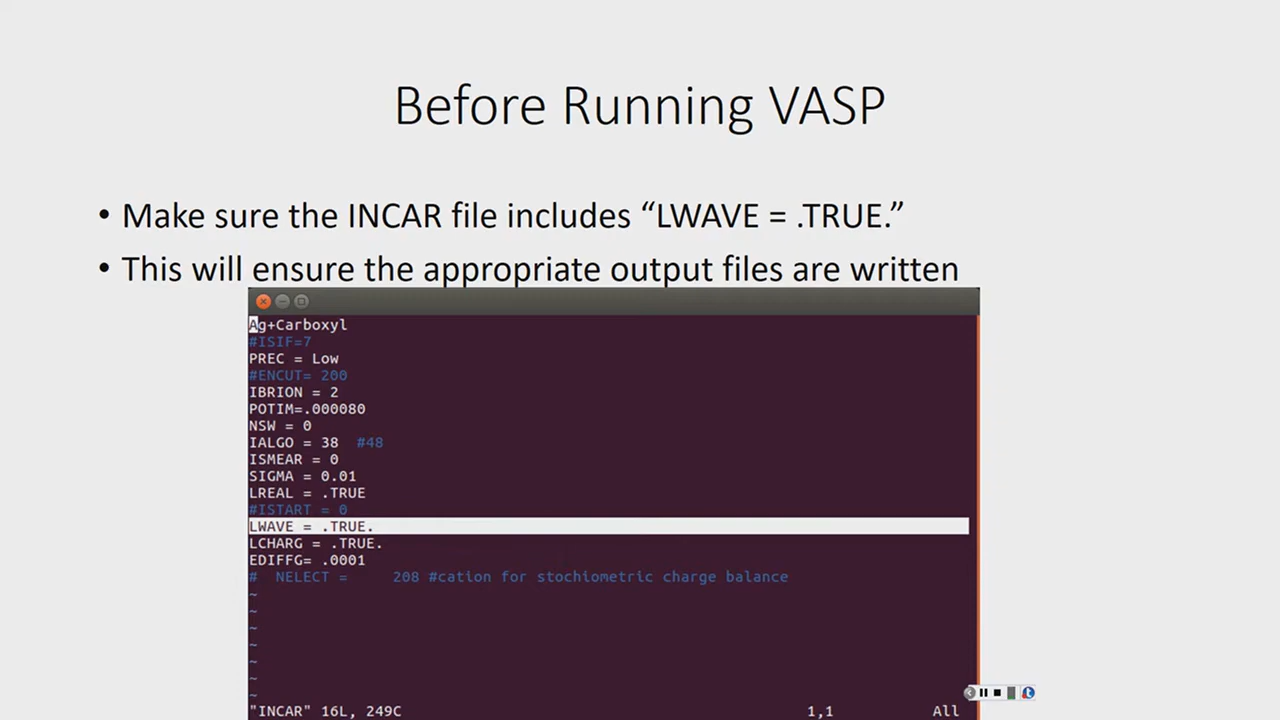 Before Running VASP
• Make sure the INCAR file includes “LWAVE = .TRUE.”
• This will ensure the appropriate output files are written
Ag+Carboxyl
#ISIF=7
PREC = Low
#ENCUT= 200
IBRION = 2
POTIM=.000080
NSW = 0
IALGO = 38  #48
ISMEAR = 0
SIGMA = 0.01
LREAL = .TRUE
#ISTART = 0
LWAVE = .TRUE.
LCHARG = .TRUE.
EDIFFG= .0001
#  NELECT =     208 #cation for stochiometric charge balance
~
~
~
~
~
~
~
"INCAR" 16L, 249C 1,1 All